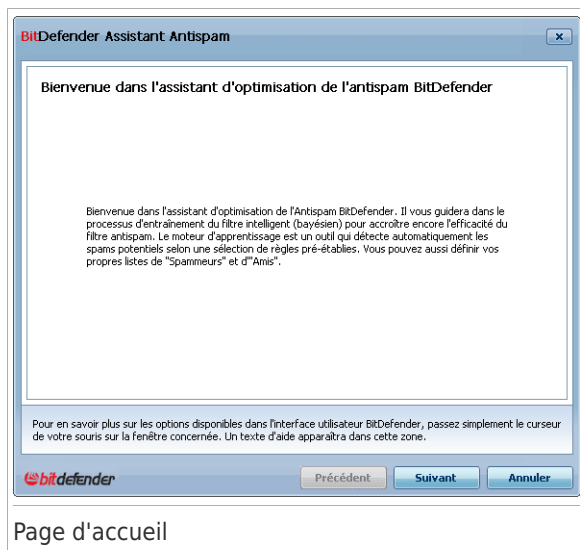 BitDefender Assistant Antispam
x
Bienvenue dans l'assistant d'optimisation de l'antispam BitDefender
Bienvenue dans l'assistant d'optimisation de l'Antispam BitDefender. Il vous guidera dans le
processus d'entraînement du filtre intelligent (bayésien) pour accroître encore l'efficacité du
filtre antispam. Le moteur d'apprentissage est un outil qui détecte automatiquement les
spams potentiels selon une sélection de règles pré-établies. Vous pouvez aussi définir vos
propres listes de "Spammeurs" et d'"Amis".
Pour en savoir plus sur les options disponibles dans l'interface utilisateur BitDefender, passez simplement le curseur
de votre souris sur la fenêtre concernée. Un texte d'aide apparaîtra dans cette zone.
bitdefender
Précédent
Suivant
Annuler
Page d'accueil